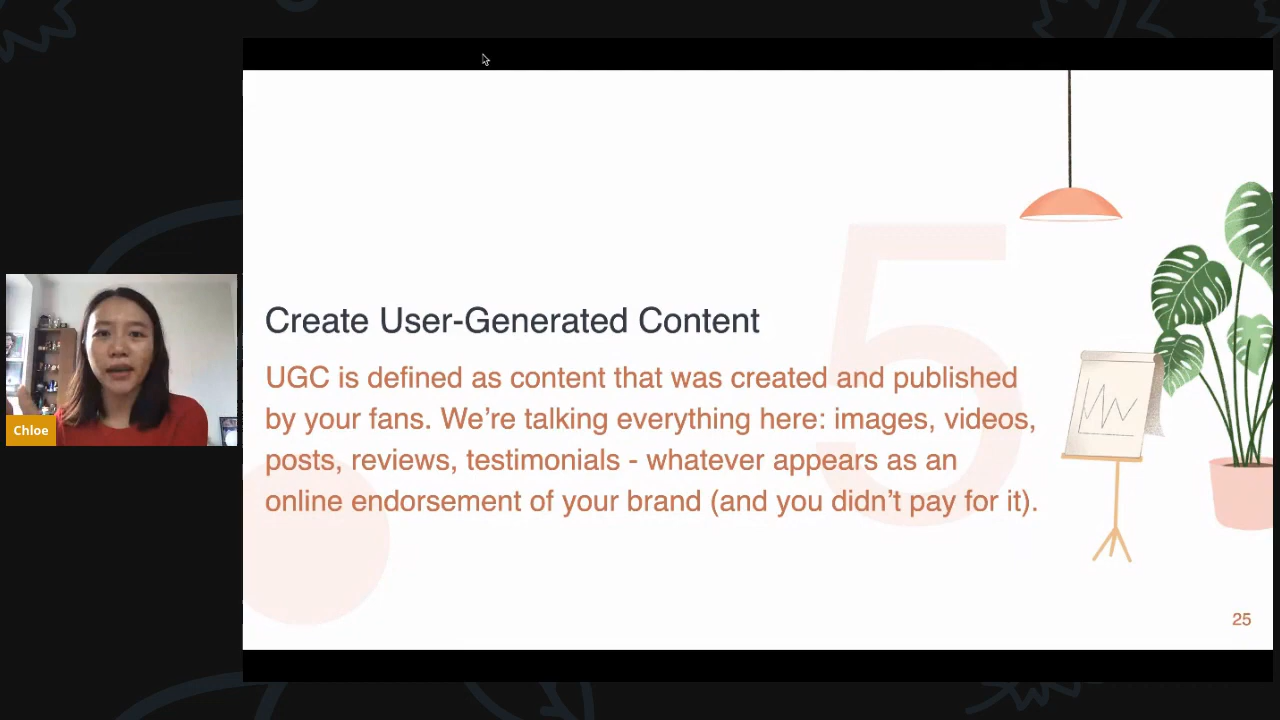 Create User-Generated Content
UGC is defined as content that was created and published
by your fans. We’re talking everything here: images, videos,
posts, reviews, testimonials - whatever appears as an
online endorsement of your brand (and you didn’t pay for it).
5
Chloe
25